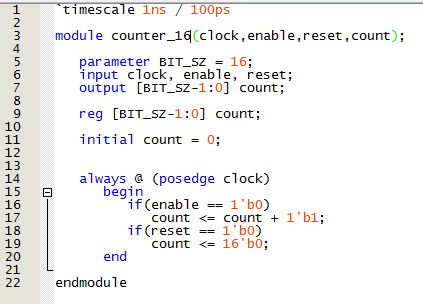 1 `timescale 1ns / 100ps
2
3 module counter_16(clock,enable,reset,count);
4
5 parameter BIT_SZ = 16;
6 input clock, enable, reset;
7 output [BIT_SZ-1:0] count;
8
9 reg [BIT_SZ-1:0] count;
10
11 initial count = 0;
12
13
14 always @ (posedge clock)
15 begin
16 if(enable == 1'b0)
17 count <= count + 1'b1;
18 if(reset == 1'b0)
19 count <= 16'b0;
20 end
21
22 endmodule